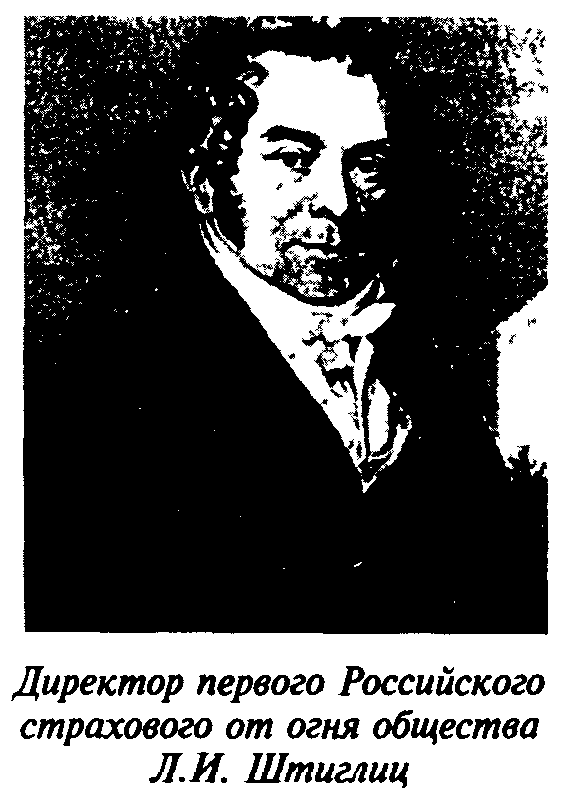 Директор первого Российского
страхового от огня общества
Л.И. Штиглиц